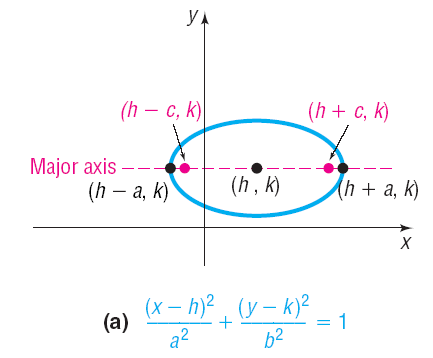 y
(h – c, k)
(h + c, k)
Major axis
(h – a, k)
(h , k)
(h + a, k)
x
(a) (x – h)²/a² + (y – k)²/b² = 1